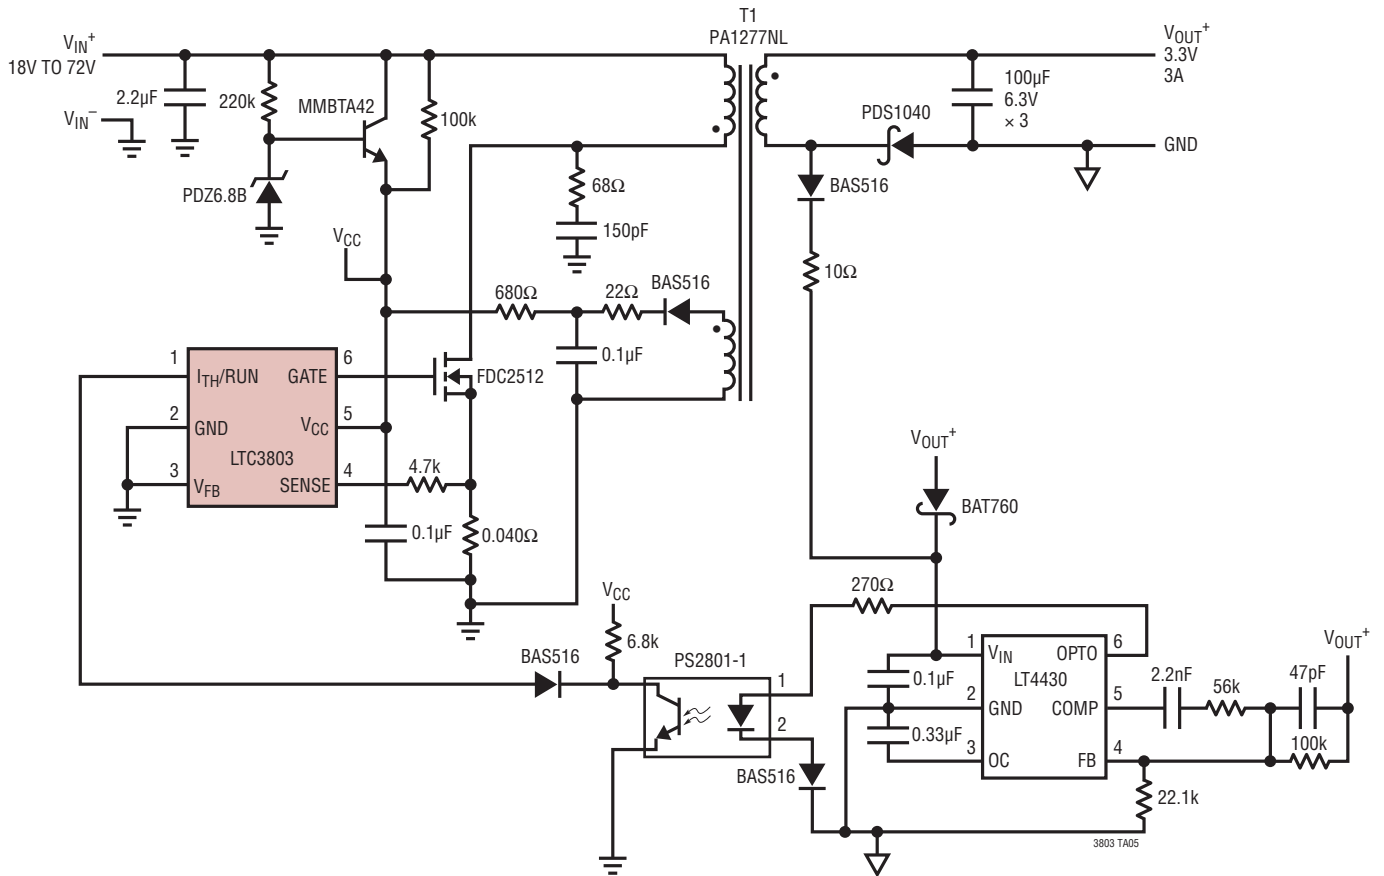 T1
PA1277NL
VIN+
18V TO 72V
VIN–
2.2µF
220k
MMBTA42
100k
PDZ6.8B
VCC
68Ω
150pF
680Ω
22Ω
BAS516
0.1µF
FDC2512
VOUT+
3.3V
3A
100µF
6.3V
× 3
PDS1040
GND
BAS516
10Ω
1
ITH/RUN
GATE
6
2
GND
VCC
5
LTC3803
3
VFB
SENSE
4
4.7k
0.1µF
0.040Ω
VOUT+
BAT760
270Ω
VCC
6.8k
BAS516
PS2801-1
1
2
BAS516
0.1µF
0.33µF
1
VIN
OPTO
6
LT4430
2
GND
COMP
5
3
OC
FB
4
2.2nF
56k
47pF
VOUT+
100k
22.1k
3803 TA05